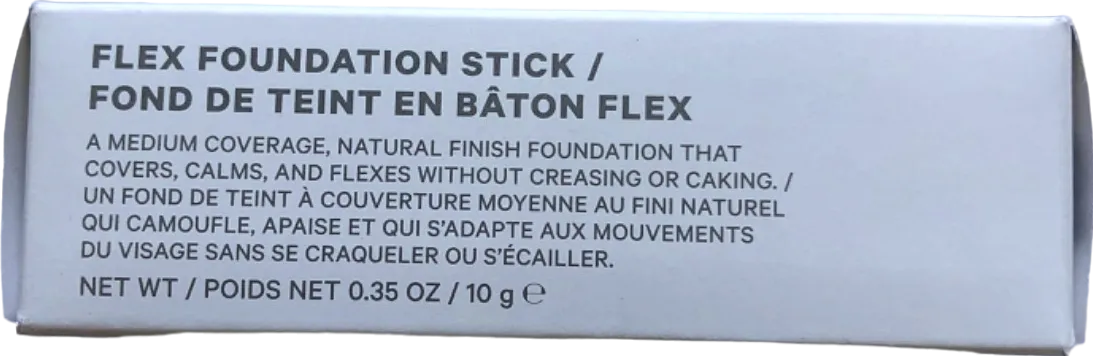 FLEX FOUNDATION STICK /
FOND DE TEINT EN BÂTON FLEX
A MEDIUM COVERAGE, NATURAL FINISH FOUNDATION THAT
COVERS, CALMS, AND FLEXES WITHOUT CREASING OR CAKING. /
UN FOND DE TEINT À COUVERTURE MOYENNE AU FINI NATUREL
QUI CAMOUFLE, APAISE ET QUI S’ADAPTE AUX MOUVEMENTS
DU VISAGE SANS SE CRAQUELER OU S’ÉCAILLER.
NET WT / POIDS NET 0.35 OZ / 10 g ℮